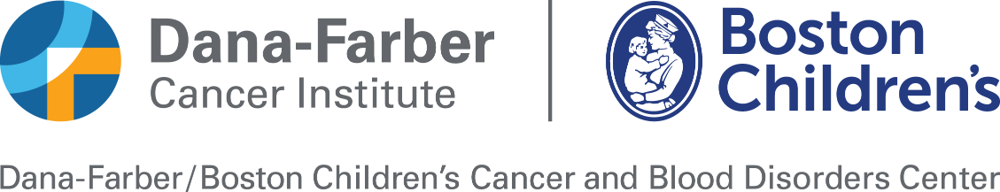 Dana-Farber
Cancer Institute
Boston
Children's
Dana-Farber/Boston Children's Cancer and Blood Disorders Center